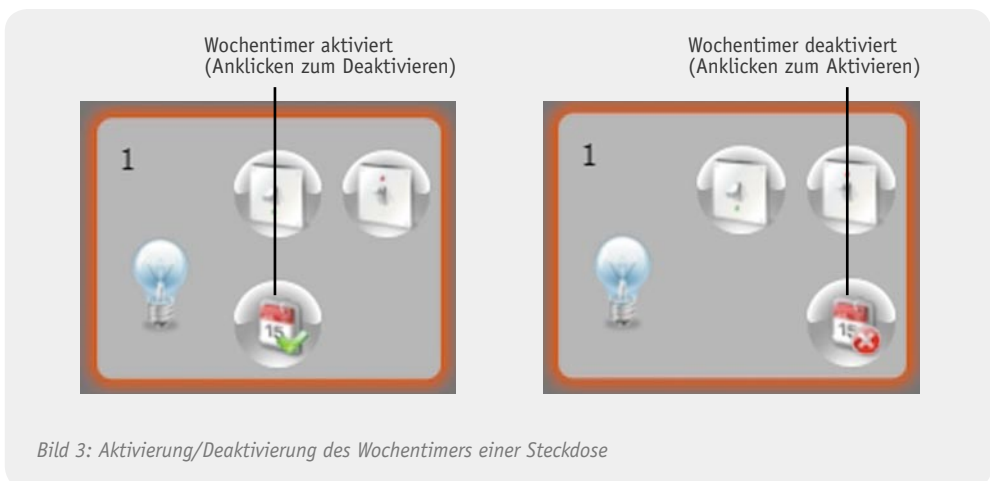 Wochentimer aktiviert
(Anklicken zum Deaktivieren)
Wochentimer deaktiviert
(Anklicken zum Aktivieren)
1
15
1
15
Bild 3: Aktivierung/Deaktivierung des Wochentimers einer Steckdose